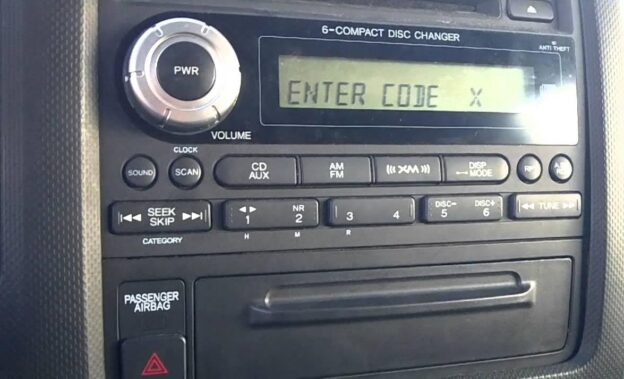 6-COMPACT DISC CHANGER
ANTI THEFT
PWR
ENTER CODE X
VOLUME
CLOCK
SOUND
SCAN
CD AUX
AM FM
XM
DISP MODE
SEEK SKIP
CATEGORY
1
NR
2
3
4
DISC-
5
DISC+
6
TUNE
H
M
R
PASSENGER
AIRBAG